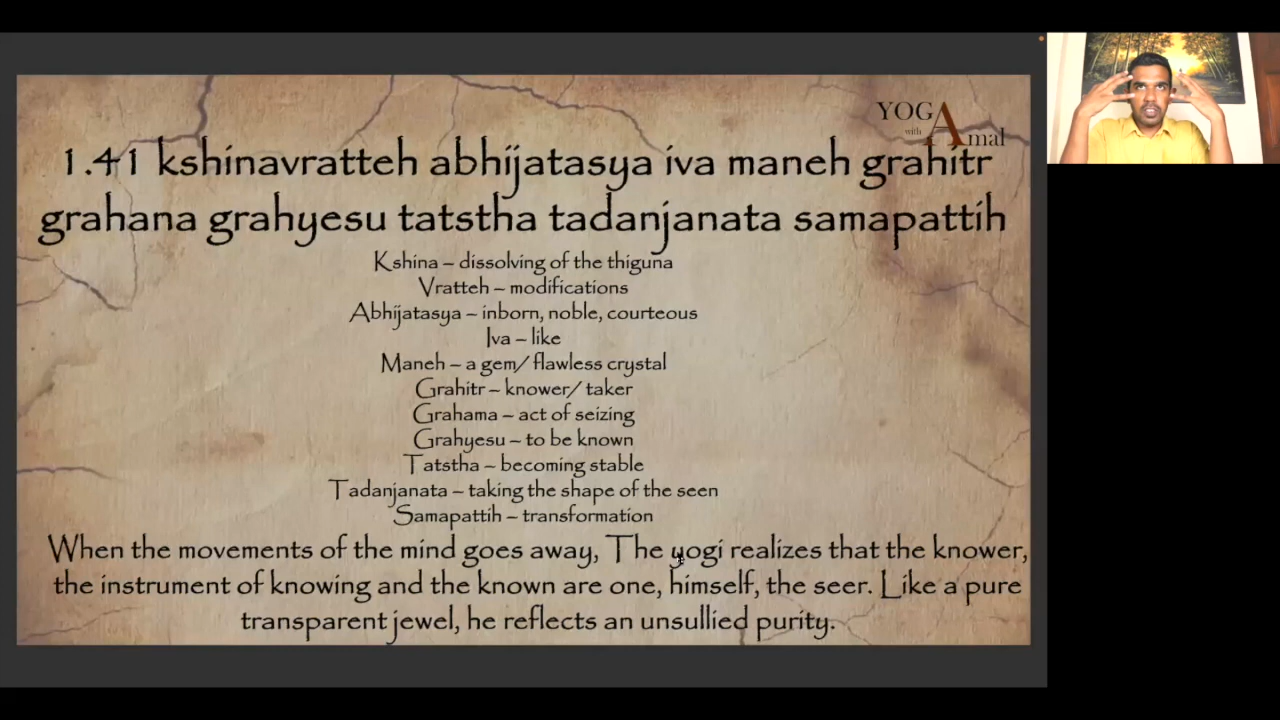 YOGA
with Amal
1.41 kshinavratteh abhijatasya iva maneh grahitr
grahana grahyesu tatstha tadanjanata samapattih
Kshina – dissolving of the thiguna
Vratteh – modifications
Abhijatasya – inborn, noble, courteous
Iva – like
Maneh – a gem/ flawless crystal
Grahitr – knower/ taker
Grahama – act of seizing
Grahyesu – to be known
Tatstha – becoming stable
Tadanjanata – taking the shape of the seen
Samapattih – transformation
When the movements of the mind goes away, The yogi realizes that the knower,
the instrument of knowing and the known are one, himself, the seer. Like a pure
transparent jewel, he reflects an unsullied purity.